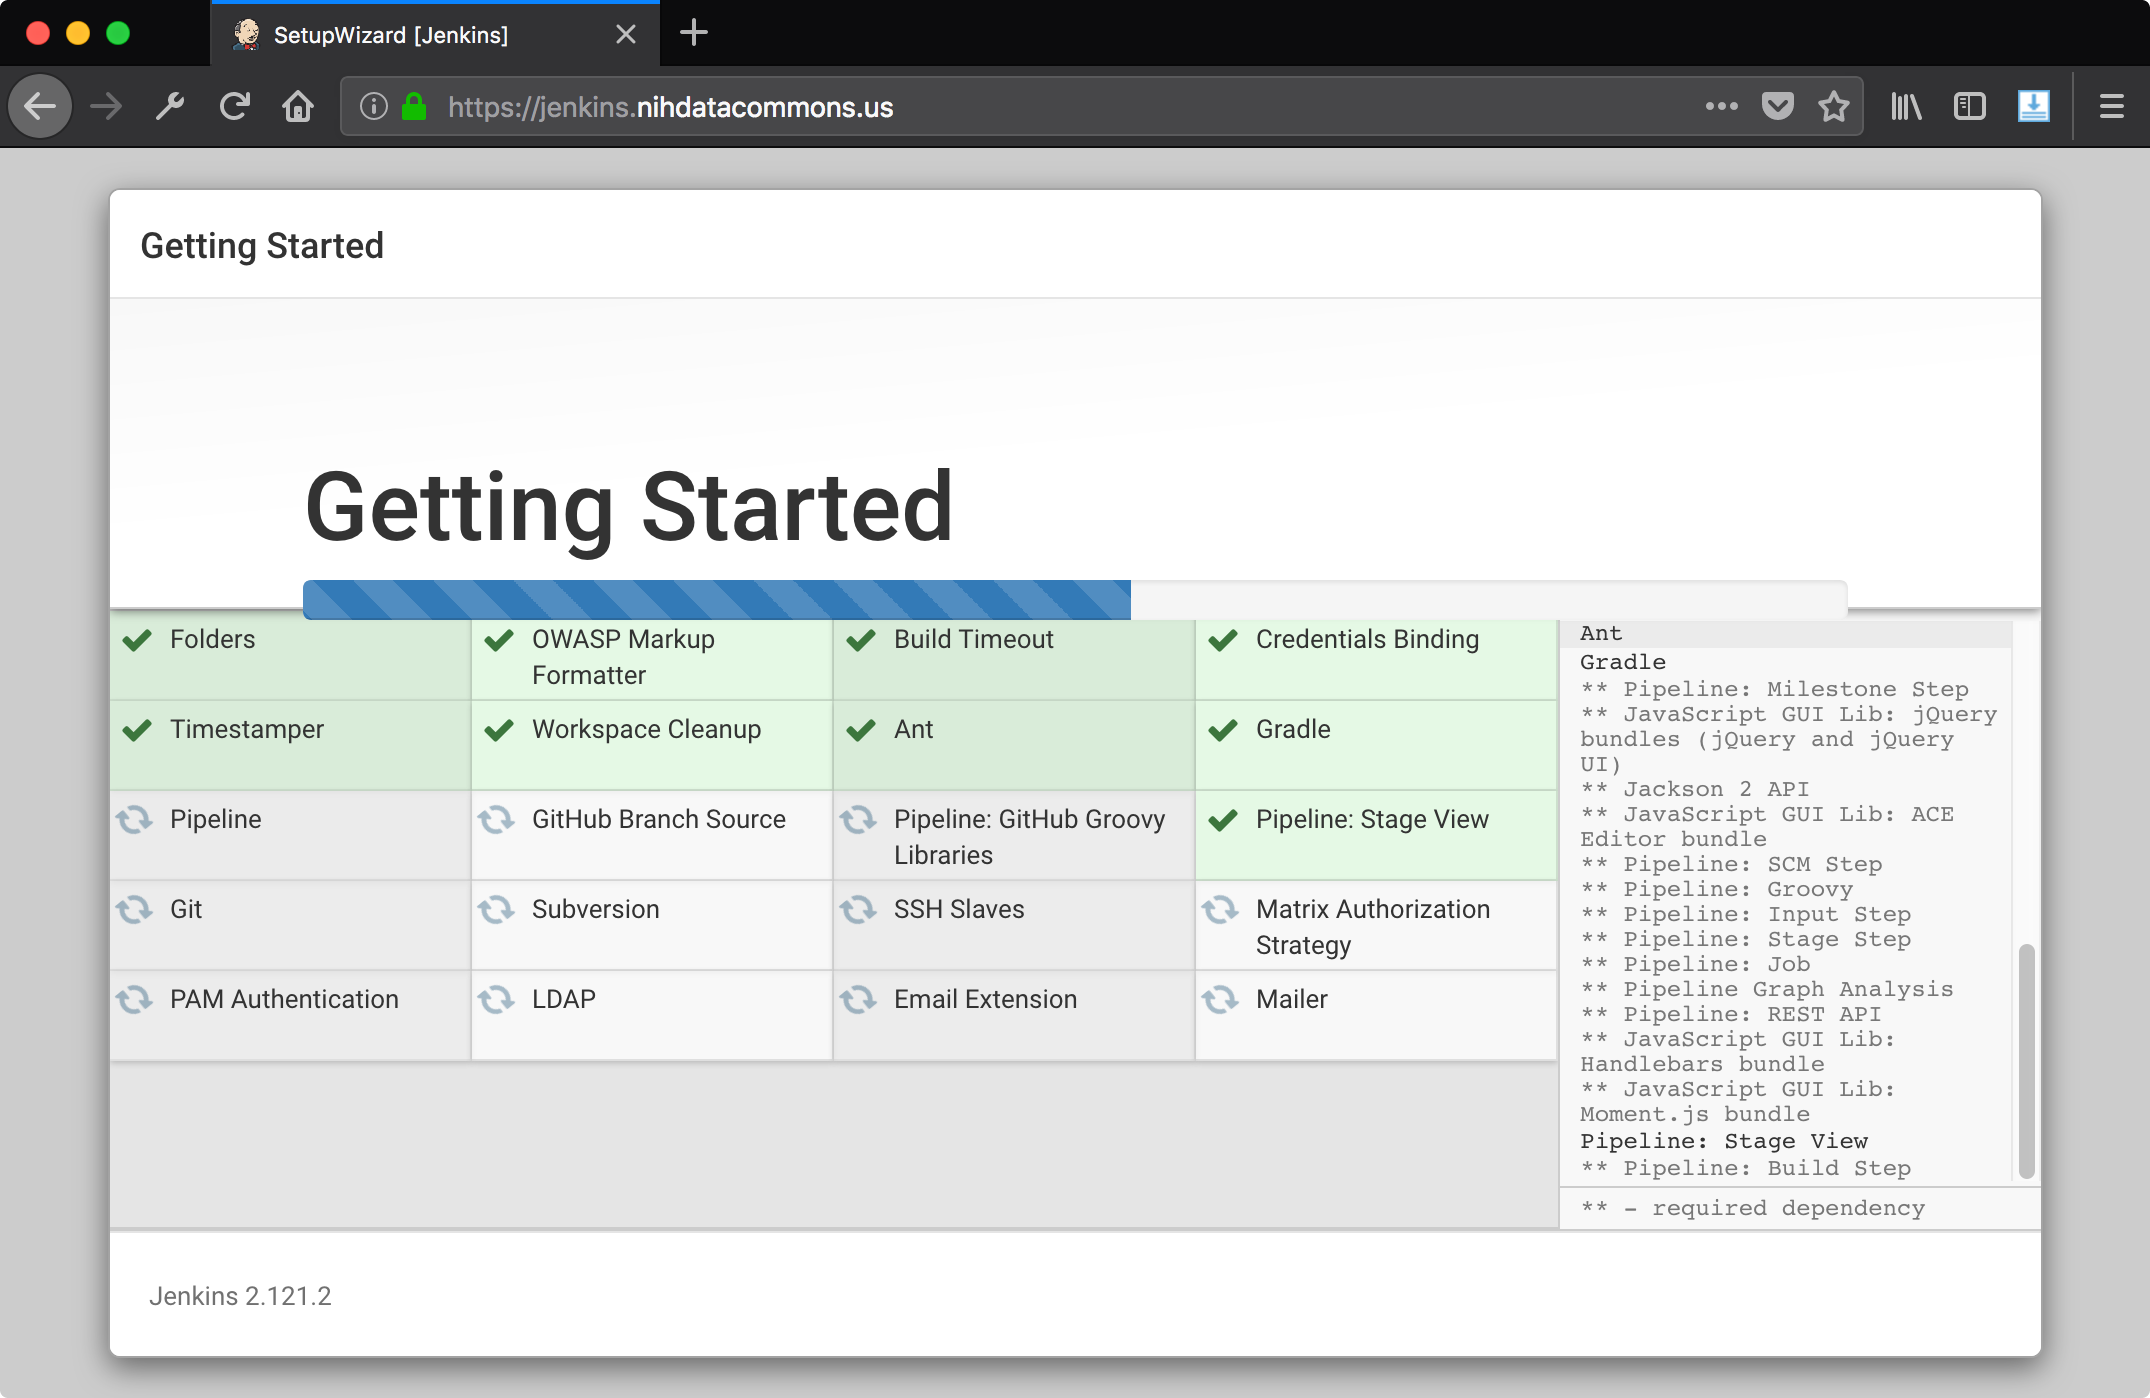 SetupWizard [Jenkins]
https://jenkins.nihdatacommons.us
Getting Started
Getting Started
Folders
OWASP Markup
Formatter
Build Timeout
Credentials Binding
Timestamper
Workspace Cleanup
Ant
Gradle
Pipeline
GitHub Branch Source
Pipeline: GitHub Groovy
Libraries
Pipeline: Stage View
Git
Subversion
SSH Slaves
Matrix Authorization
Strategy
PAM Authentication
LDAP
Email Extension
Mailer
Ant
Gradle
** Pipeline: Milestone Step
** JavaScript GUI Lib: jQuery
bundles (jQuery and jQuery
UI)
** Jackson 2 API
** JavaScript GUI Lib: ACE
Editor bundle
** Pipeline: SCM Step
** Pipeline: Groovy
** Pipeline: Input Step
** Pipeline: Stage Step
** Pipeline: Job
** Pipeline Graph Analysis
** Pipeline: REST API
** JavaScript GUI Lib:
Handlebars bundle
** JavaScript GUI Lib:
Moment.js bundle
Pipeline: Stage View
** Pipeline: Build Step
** - required dependency
Jenkins 2.121.2